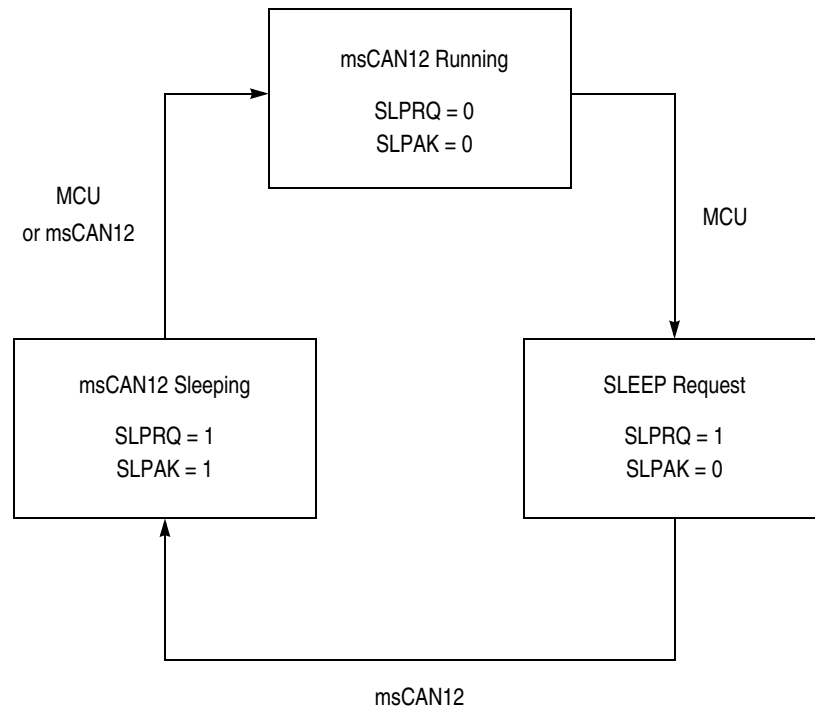 msCAN12 Running
SLPRQ = 0
SLPAK = 0
MCU
or msCAN12
MCU
msCAN12 Sleeping
SLPRQ = 1
SLPAK = 1
SLEEP Request
SLPRQ = 1
SLPAK = 0
msCAN12